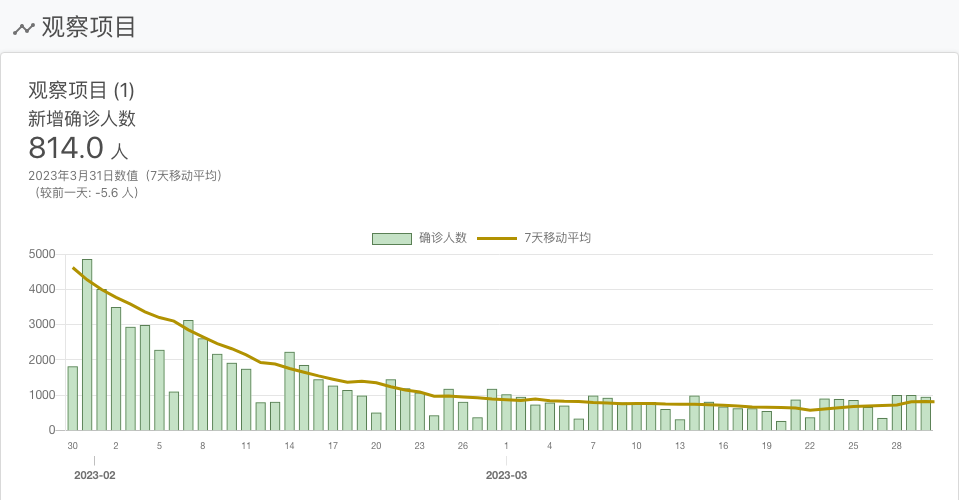 观察项目
观察项目 (1)
新增确诊人数
814.0 人
2023年3月31日数值（7天移动平均）
（较前一天: -5.6 人）
确诊人数 7天移动平均
5000
4000
3000
2000
1000
0
30 2 5 8 11 14 17 20 23 26 1 4 7 10 13 16 19 22 25 28
2023-02 2023-03